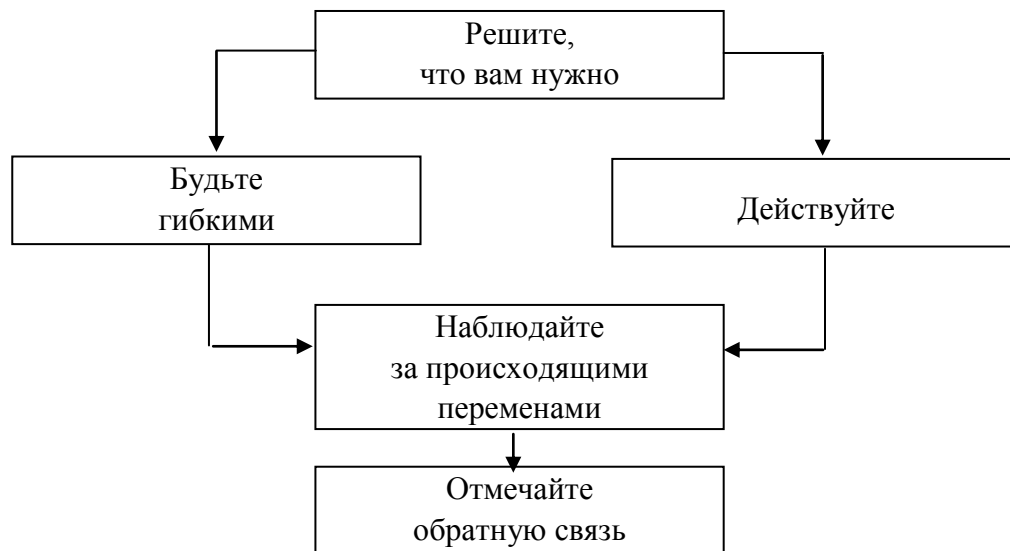 Решите,
что вам нужно
Будьте
гибкими
Действуйте
Наблюдайте
за происходящими
переменами
Отмечайте
обратную связь